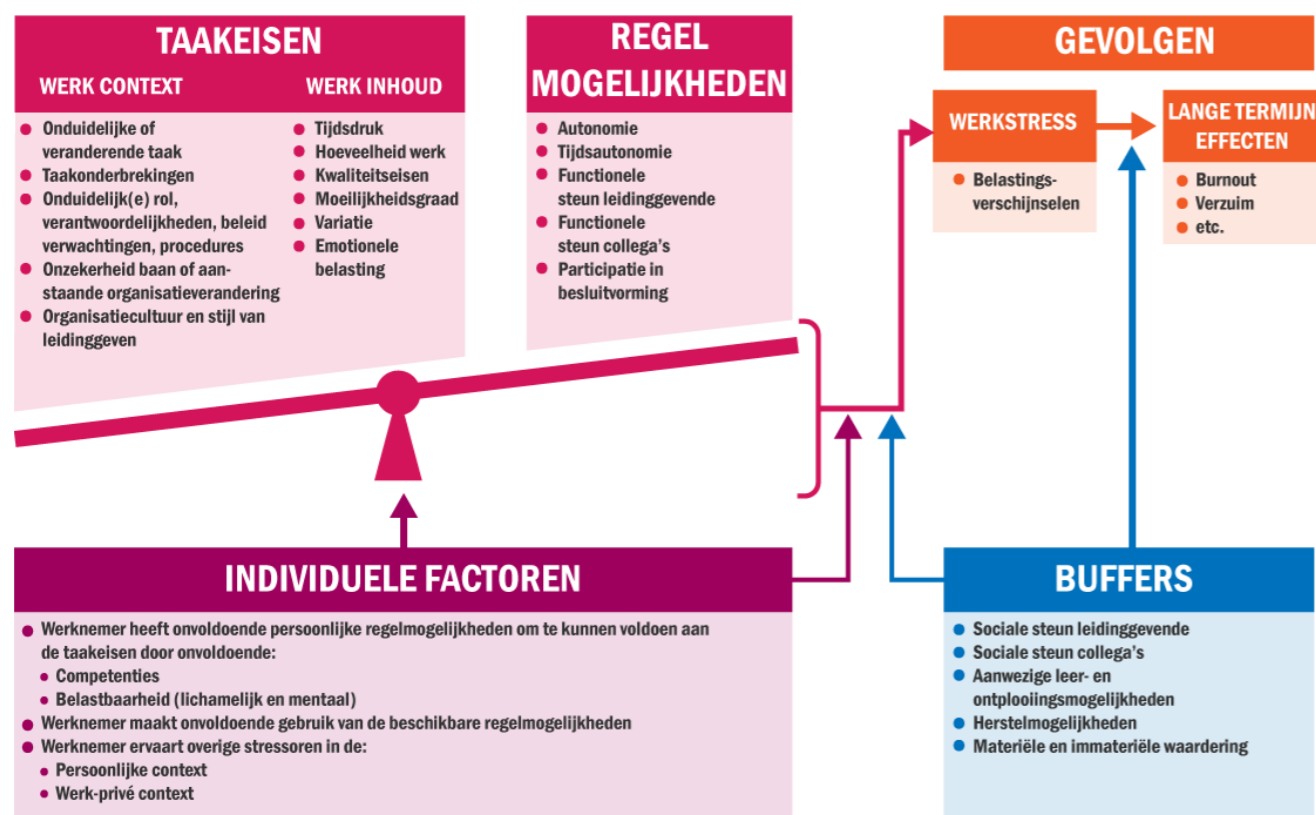 TAAKEISEN
WERK CONTEXT
Onduidelijke of
veranderende taak
Taakonderbrekingen
Onduidelijk(e) rol,
verantwoordelijkheden, beleid
verwachtingen, procedures
Onzekerheid baan of aan-
staande organisatieverandering
Organisatiecultuur en stijl van
leidinggeven
WERK INHOUD
Tijdsdruk
Hoeveelheid werk
Kwaliteitseisen
Moeilijkheidsgraad
Variatie
Emotionele
belasting
REGEL
MOGELIJKHEDEN
Autonomie
Tijdsautonomie
Functionele
steun leidinggevende
Functionele
steun collega's
Participatie in
besluitvorming
GEVOLGEN
WERKSTRESS
Belastings-
verschijnselen
LANGE TERMIJN
EFFECTEN
Burnout
Verzuim
etc.
INDIVIDUELE FACTOREN
Werknemer heeft onvoldoende persoonlijke regelmogelijkheden om te kunnen voldoen aan
de taakeisen door onvoldoende:
Competenties
Belastbaarheid (lichamelijk en mentaal)
Werknemer maakt onvoldoende gebruik van de beschikbare regelmogelijkheden
Werknemer ervaart overige stressoren in de:
Persoonlijke context
Werk-privé context
BUFFERS
Sociale steun leidinggevende
Sociale steun collega's
Aanwezige leer- en
ontplooiingsmogelijkheden
Herstelmogelijkheden
Materiële en immateriële waardering